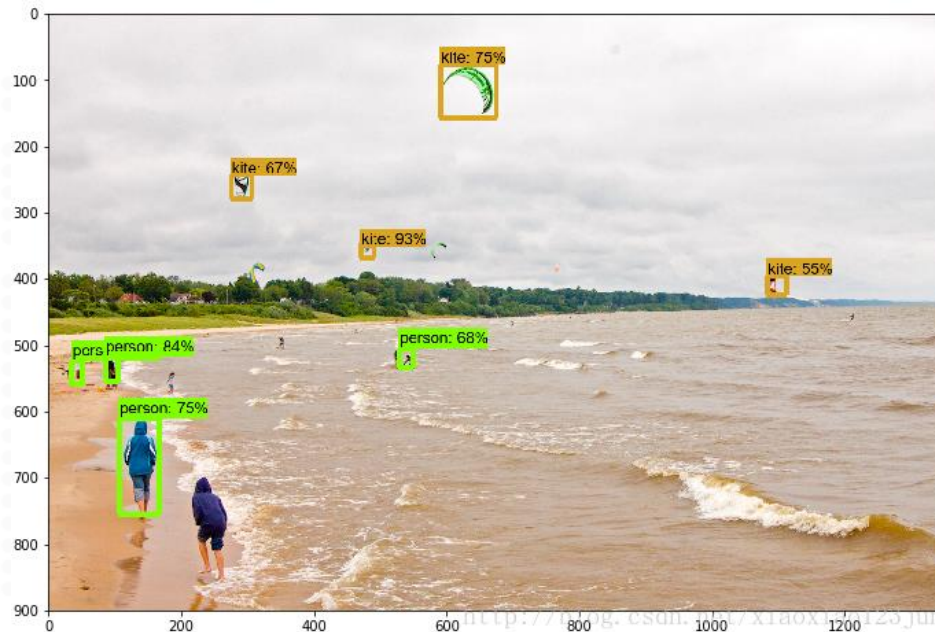 0
kite: 75%
100
kite: 67%
200
300
kite: 93%
kite: 55%
400
person: 68%
pers
person: 84%
500
person: 75%
600
700
800
900
http://blog.csdn.net/
0
200
400
600
800
1000
1200